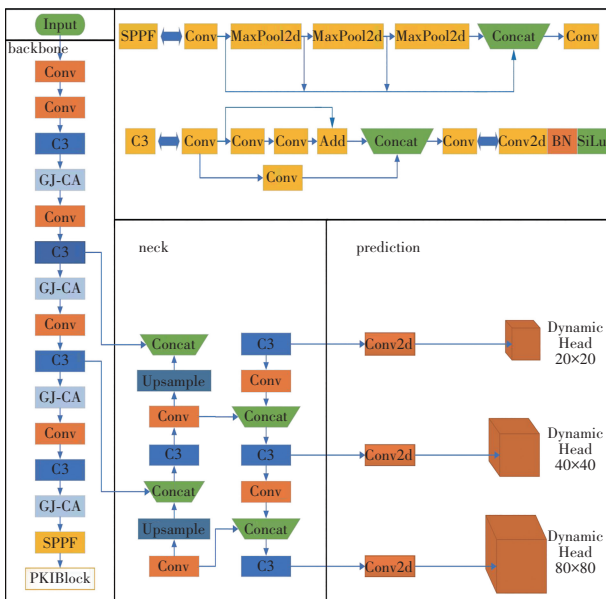 Input
backbone
Conv
Conv
C3
GJ-CA
Conv
C3
GJ-CA
Conv
C3
GJ-CA
Conv
C3
GJ-CA
SPPF
PKIBlock
SPPF Conv MaxPool2d MaxPool2d MaxPool2d Concat Conv
C3 Conv Conv Conv Add Concat Conv Conv2d BN SiLu
Conv
neck
Concat
Upsample
Conv
C3
Concat
Upsample
Conv
C3
Conv
Concat
C3
Conv
Concat
C3
prediction
Conv2d
Dynamic
Head
20×20
Conv2d
Dynamic
Head
40×40
Conv2d
Dynamic
Head
80×80